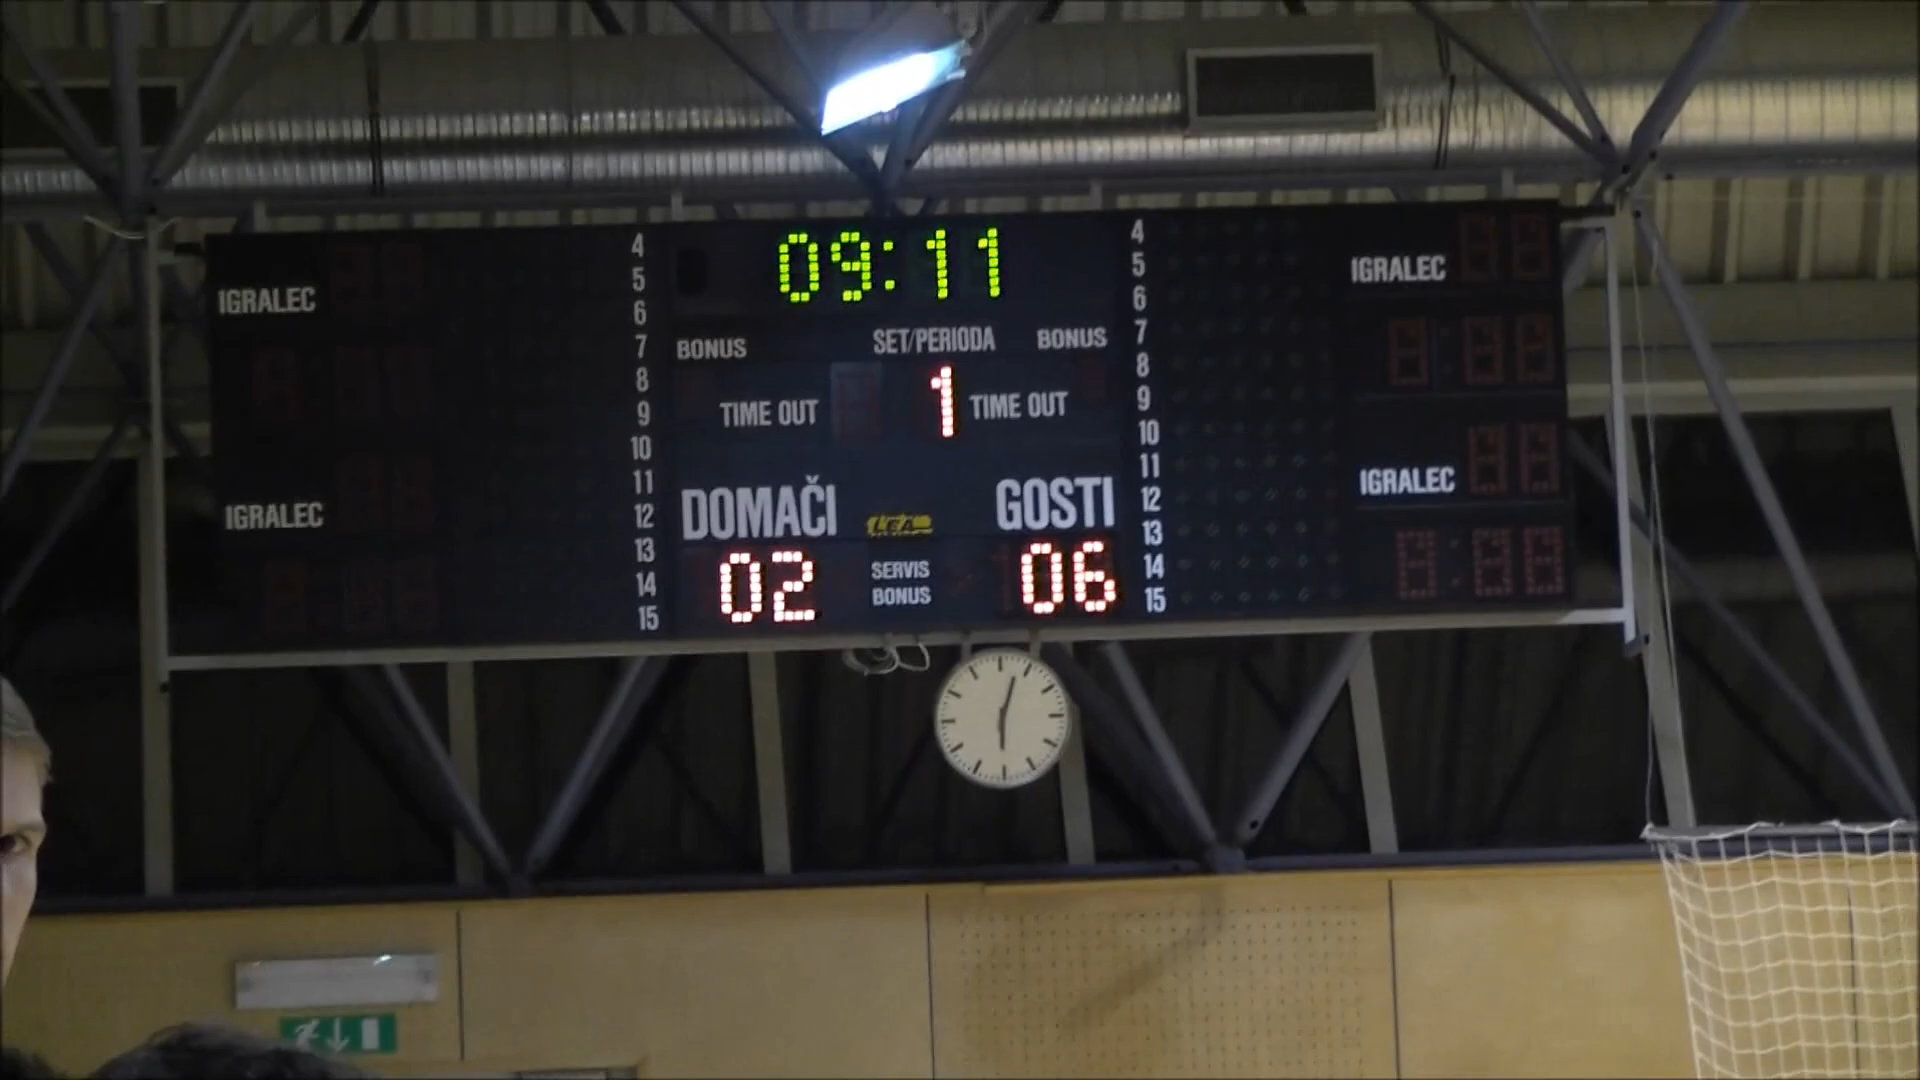 09:11
IGRALEC
4
5
6
7
8
9
10
11
12
13
14
15
IGRALEC
BONUS
SET/PERIODA
BONUS
TIME OUT
1
TIME OUT
DOMAČI
LEA
GOSTI
02
SERVIS
BONUS
06
4
5
6
7
8
9
10
11
12
13
14
15
IGRALEC
IGRALEC